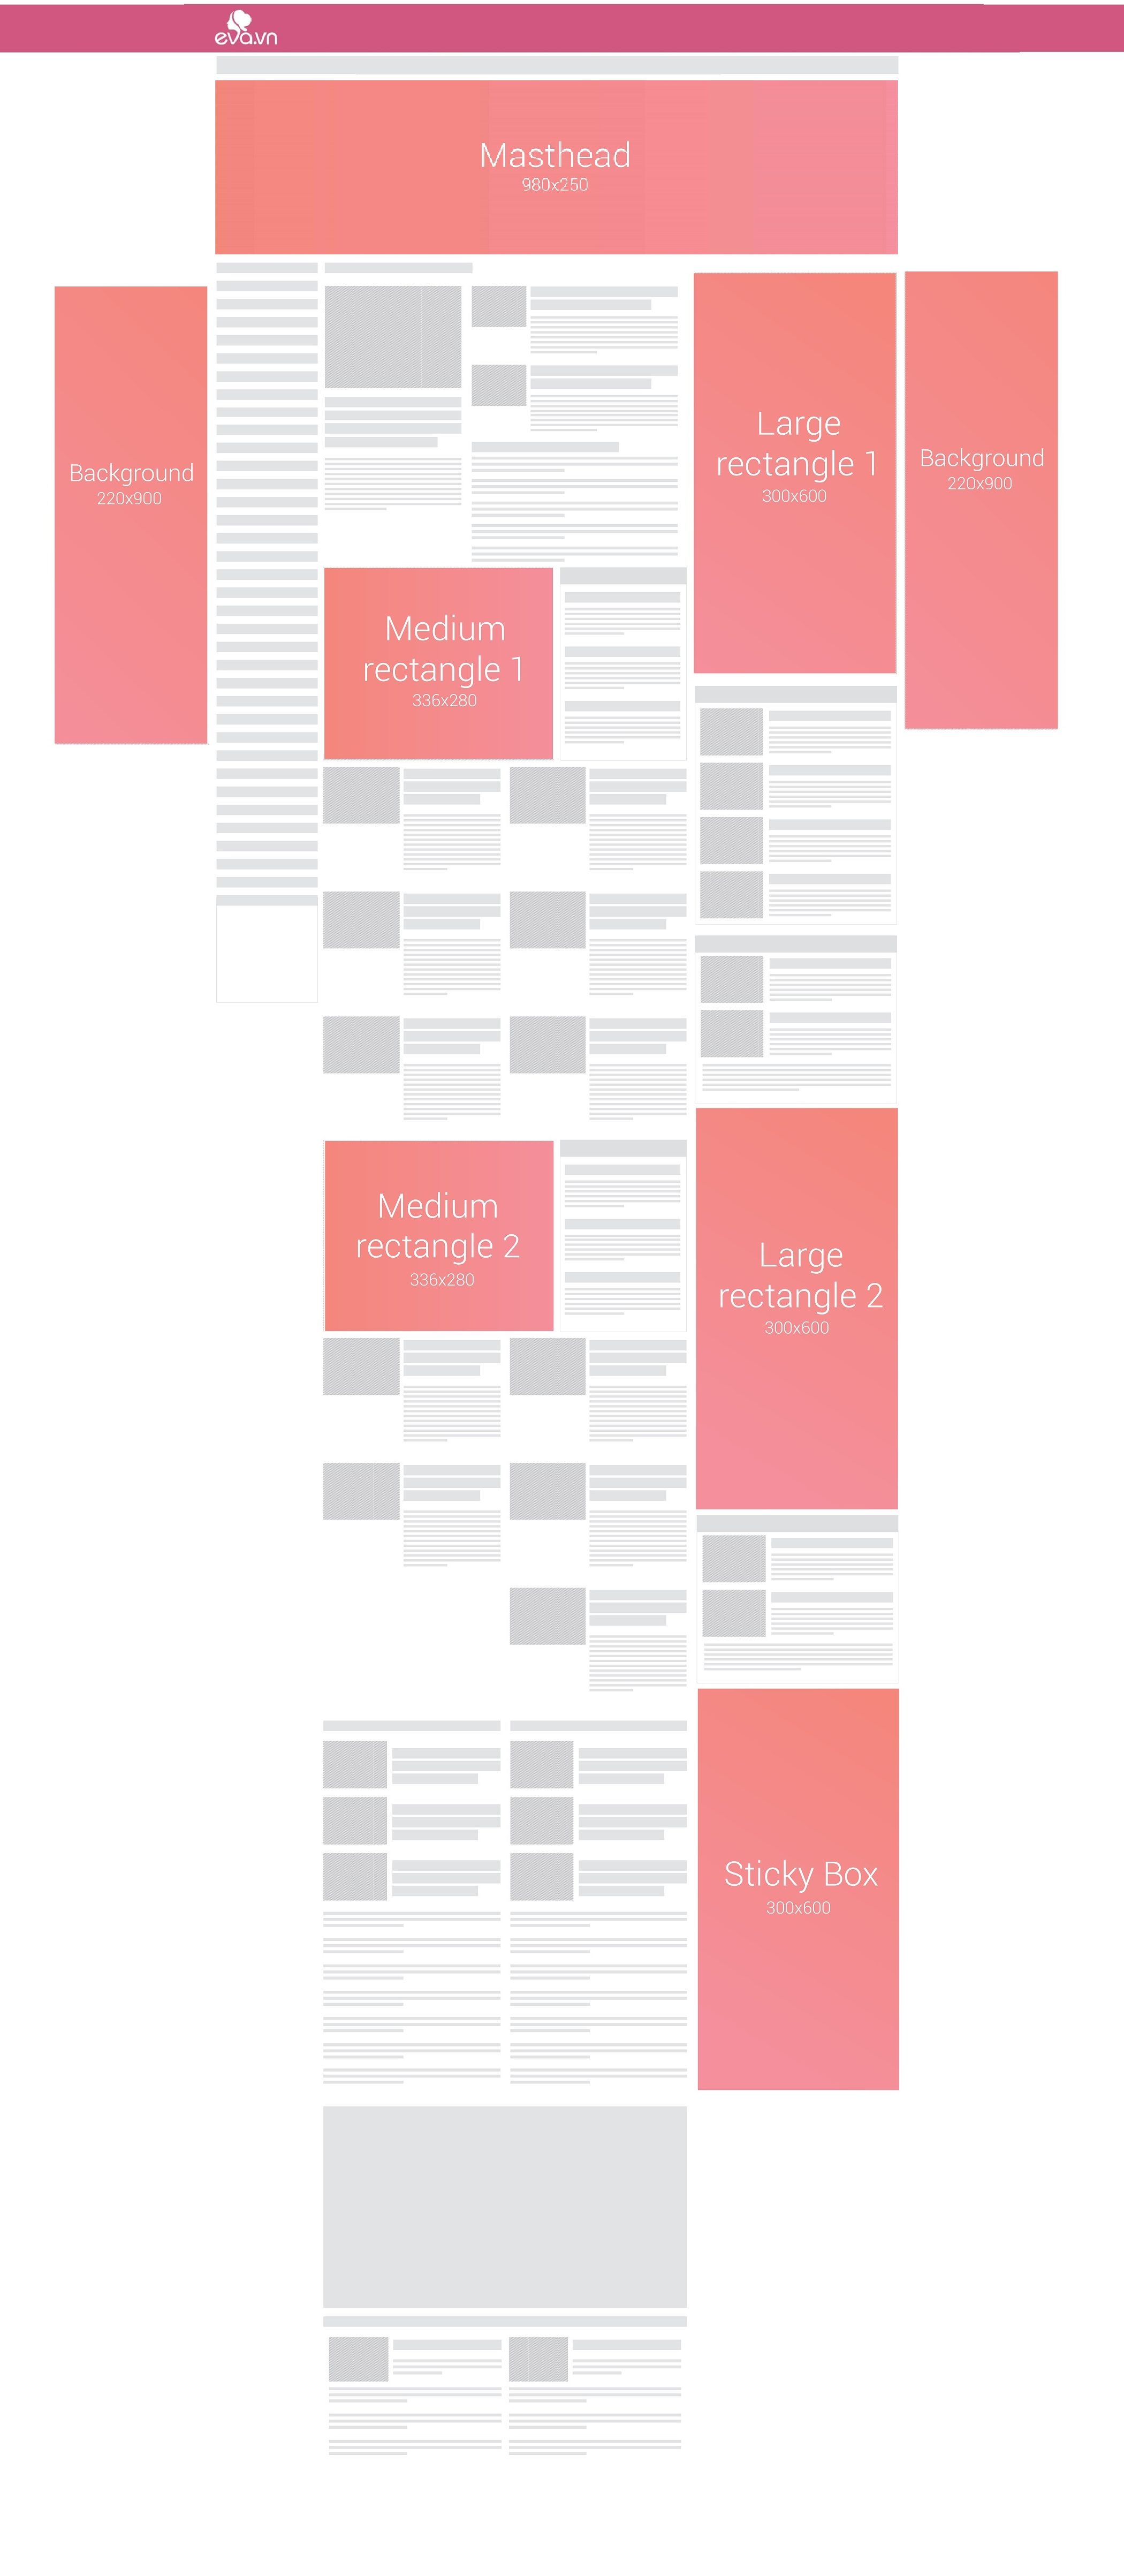 eva.vn
Masthead
980x250
Background
220x900
Large
rectangle 1
300x600
Background
220x900
Medium
rectangle 1
336x280
Medium
rectangle 2
336x280
Large
rectangle 2
300x600
Sticky Box
300x600